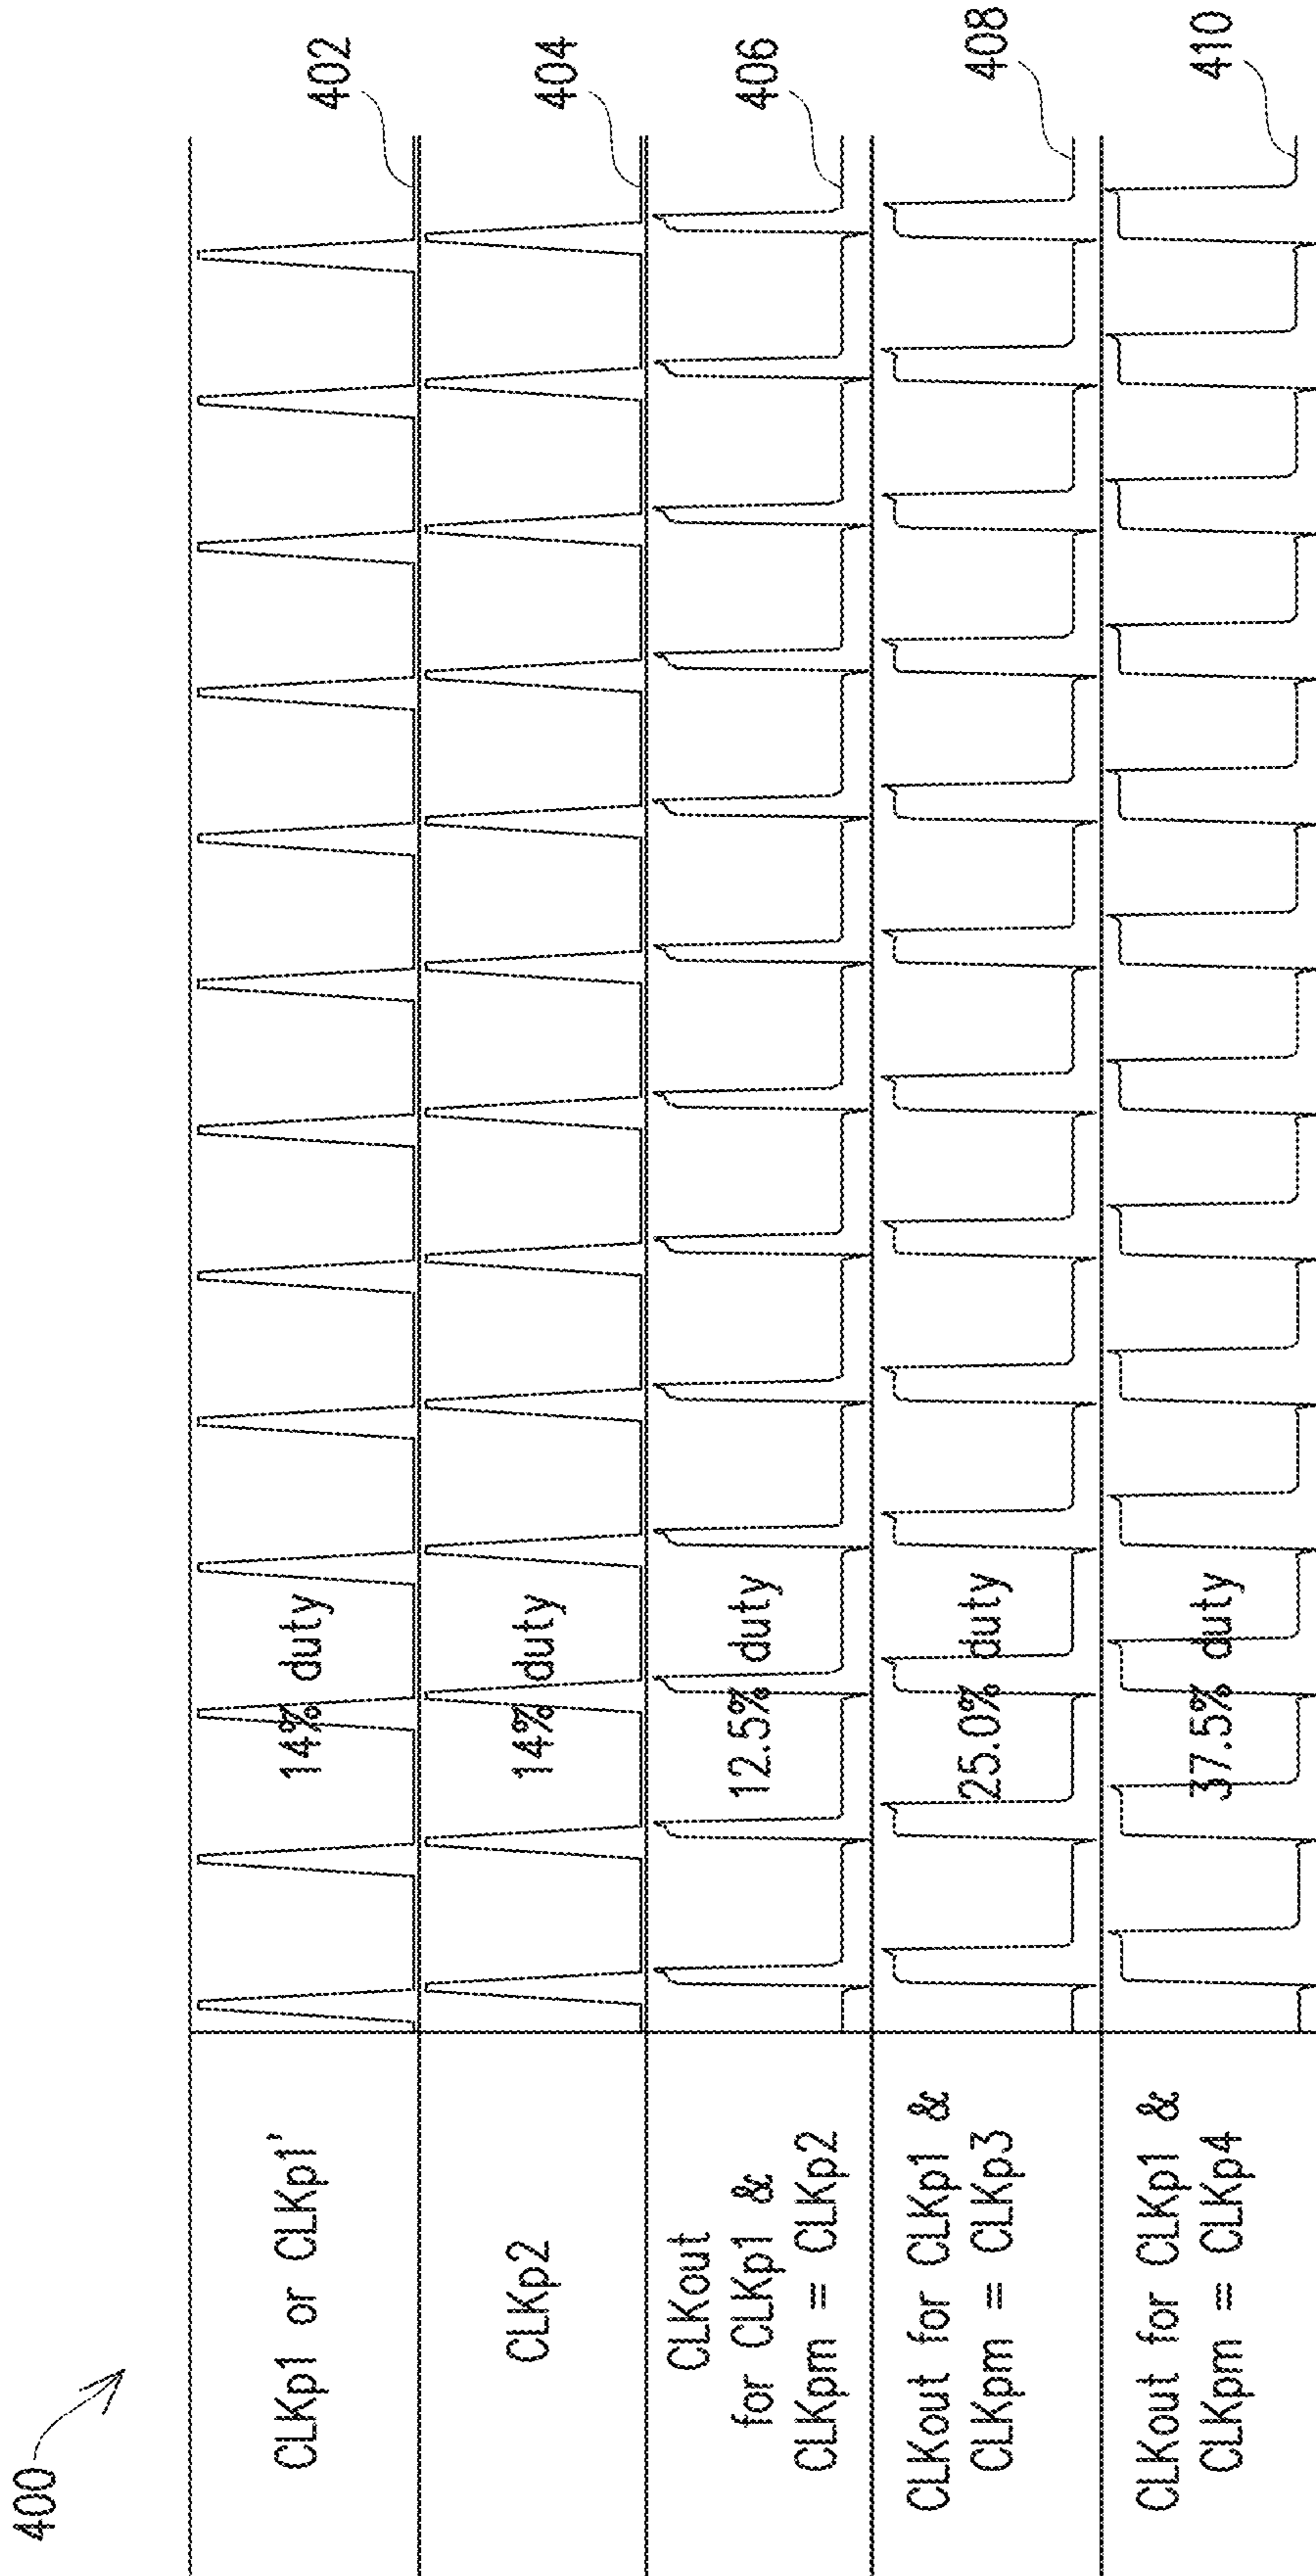 400
CLKp1 or CLKp1'
14% duty
402
CLKp2
14% duty
404
CLKout
for CLKp1 &
CLKpm = CLKp2
12.5% duty
406
CLKout for CLKp1 &
CLKpm = CLKp3
25.0% duty
408
CLKout for CLKp1 &
CLKpm = CLKp4
37.5% duty
410